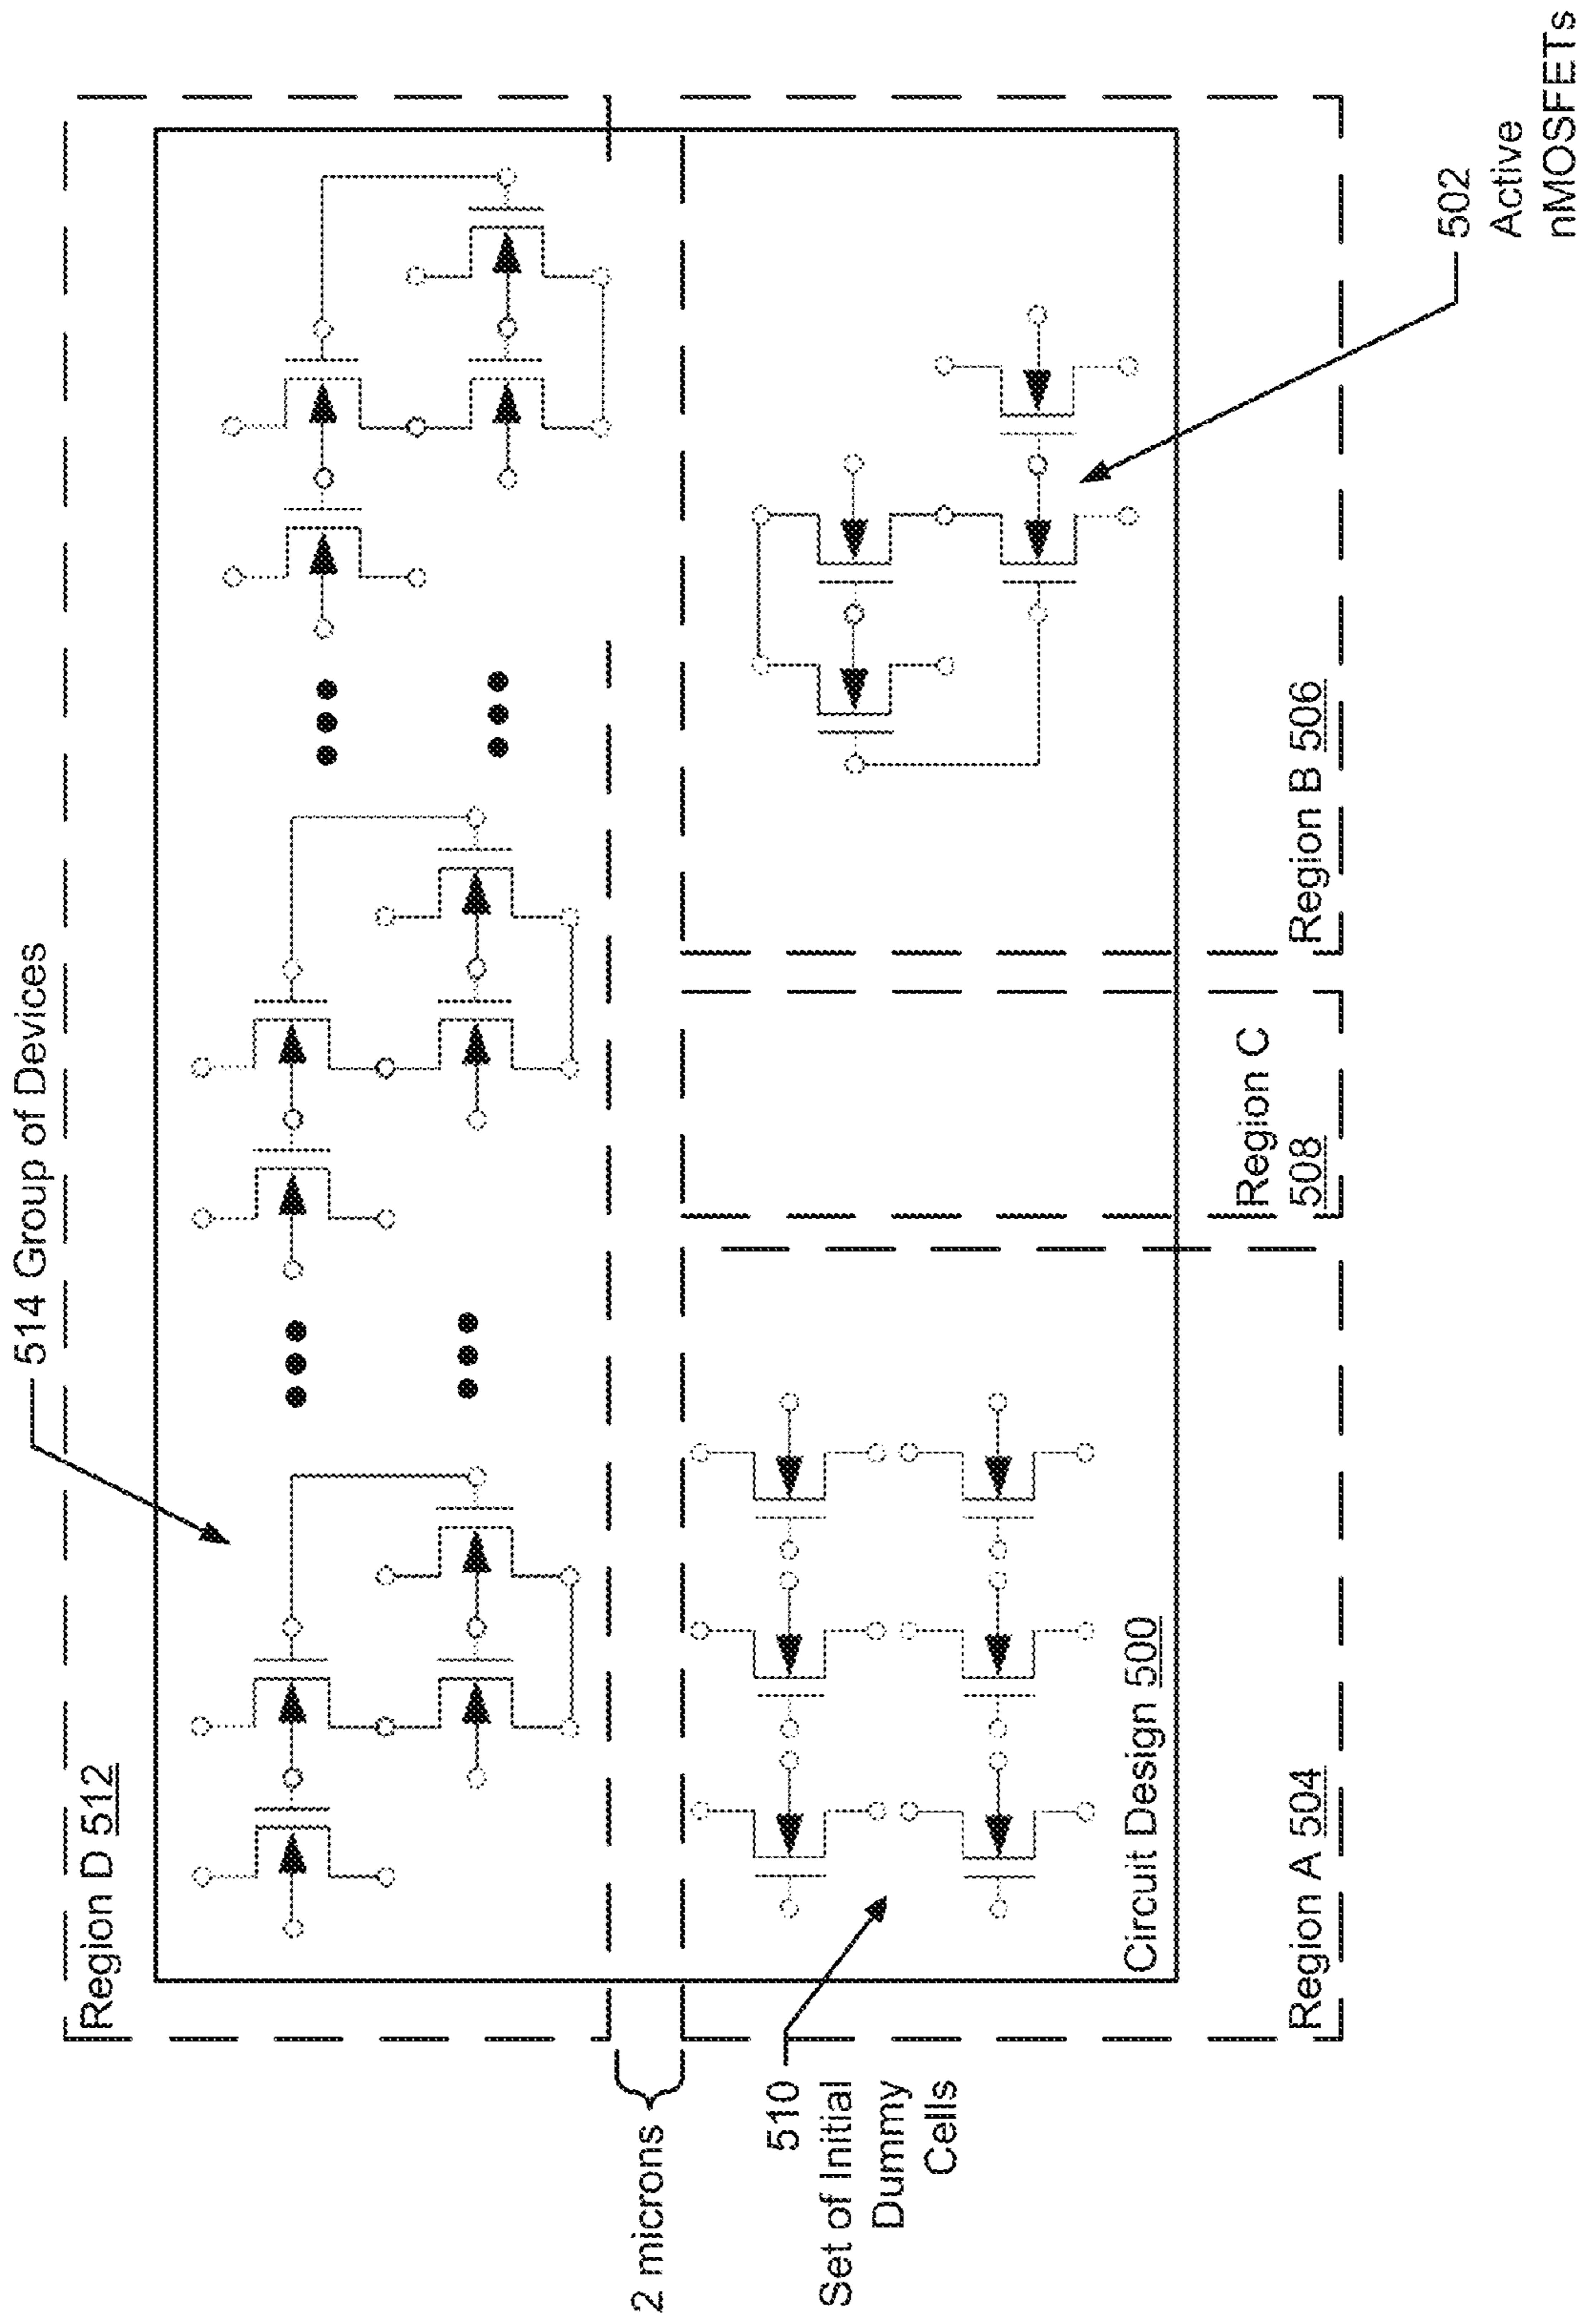 514 Group of Devices
Region D 512
2 microns
510
Set of Initial
Dummy
Cells
Circuit Design 500
Region A 504
Region C
508
Region B 506
502
Active
nMOSFETs